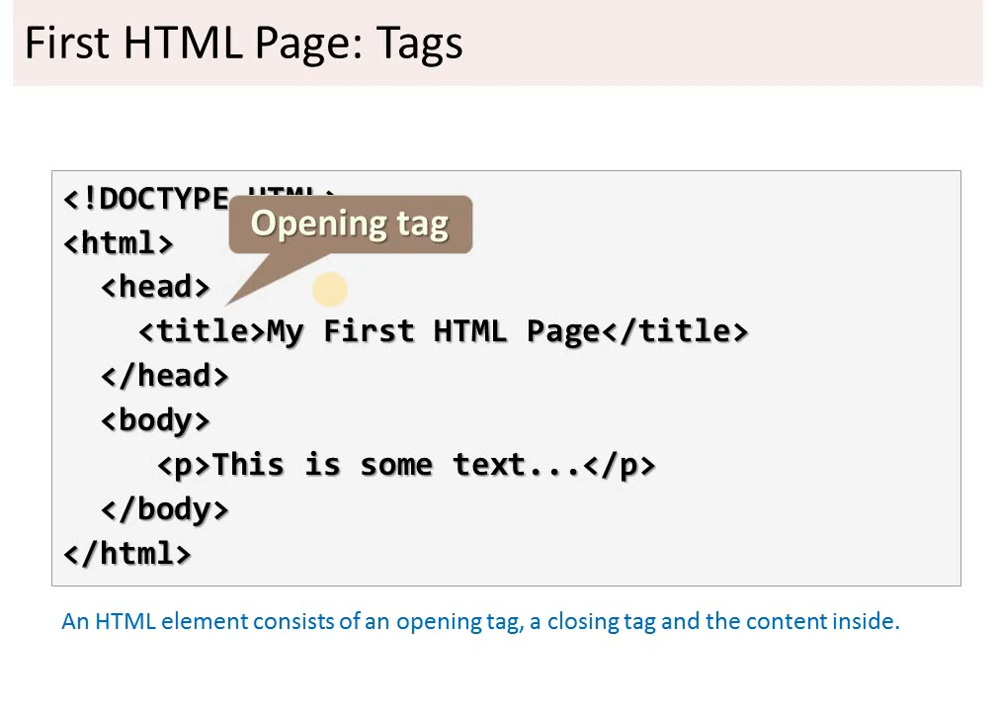 First HTML Page: Tags
<!DOCTYPE HTML>
Opening tag
<html>
<head>
<title>My First HTML Page</title>
</head>
<body>
<p>This is some text...</p>
</body>
</html>
An HTML element consists of an opening tag, a closing tag and the content inside.